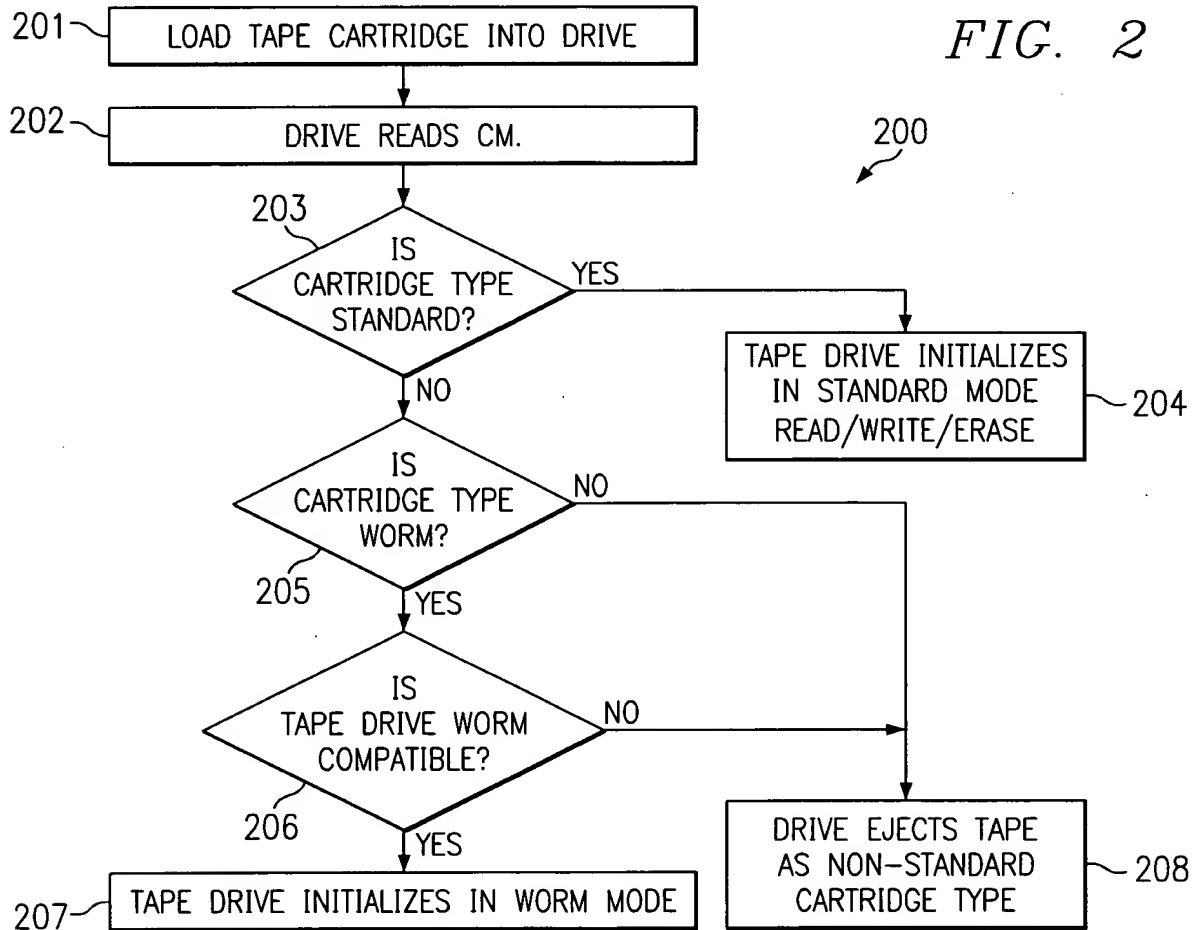 FIG. 2
201
LOAD TAPE CARTRIDGE INTO DRIVE
202
DRIVE READS CM.
200
203
IS
CARTRIDGE TYPE
STANDARD?
YES
NO
TAPE DRIVE INITIALIZES
IN STANDARD MODE
READ/WRITE/ERASE
204
IS
CARTRIDGE TYPE
WORM?
NO
205
YES
IS
TAPE DRIVE WORM
COMPATIBLE?
NO
206
YES
DRIVE EJECTS TAPE
AS NON-STANDARD
CARTRIDGE TYPE
208
207
TAPE DRIVE INITIALIZES IN WORM MODE